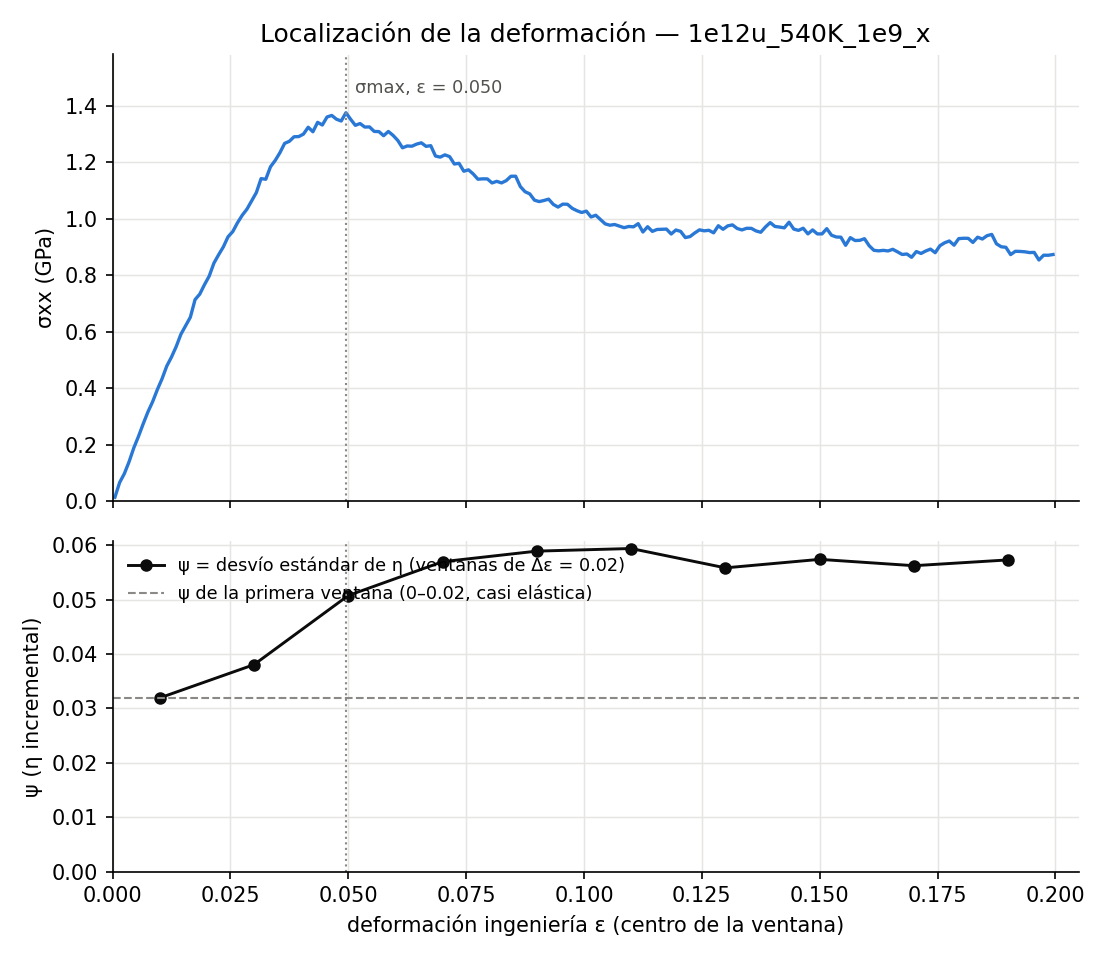 Localización de la deformación — 1e12u_540K_1e9_x
σmax, ε = 0.050
σxx (GPa)
1.4
1.2
1.0
0.8
0.6
0.4
0.2
0.0
ψ = desvío estándar de η (ventanas de Δε = 0.02)
ψ de la primera ventana (0–0.02, casi elástica)
ψ (η incremental)
0.06
0.05
0.04
0.03
0.02
0.01
0.00
0.000 0.025 0.050 0.075 0.100 0.125 0.150 0.175 0.200
deformación ingeniería ε (centro de la ventana)